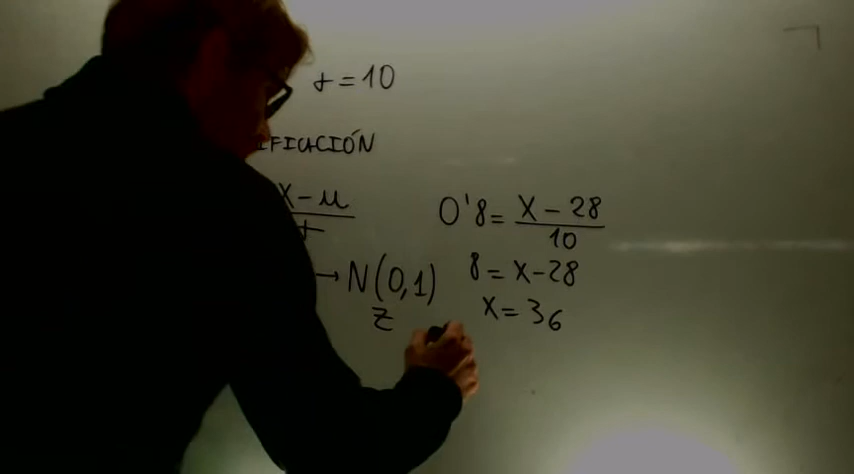 σ = 10
IFICACIÓN
X - μ
σ
→ N(0,1)
Z
0'8 = X - 28
10
8 = X - 28
X = 36